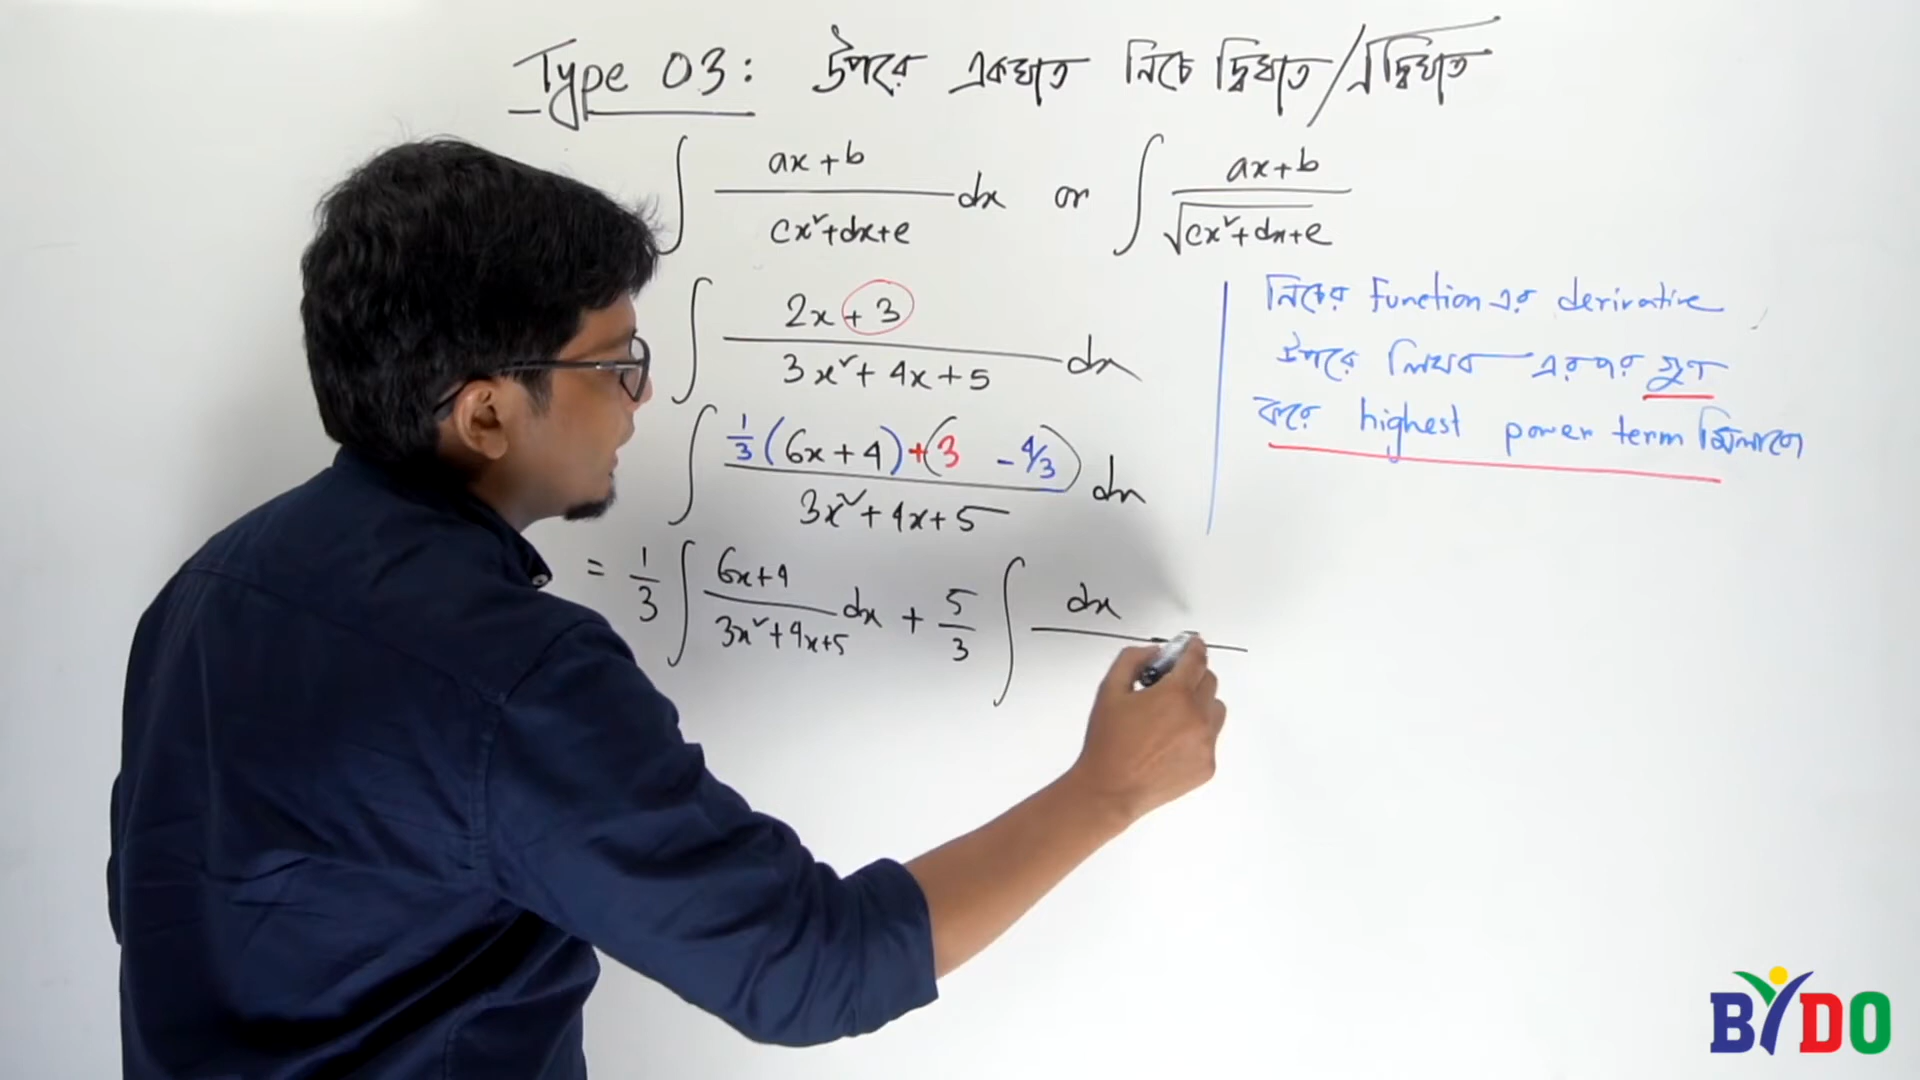 Type 03: উপরে একঘাত নিচে দ্বিঘাত/√দ্বিঘাত
∫ (ax+b)/(cx²+dx+e) dx or ∫ (ax+b)/√(cx²+dx+e)
∫ (2x+3)/(3x²+4x+5) dx
∫ (1/3(6x+4)+(3 - 4/3))/(3x²+4x+5) dx
= 1/3 ∫ (6x+4)/(3x²+4x+5) dx + 5/3 ∫ dx
নিচের function এর derivative
উপরে লিখব এরপর গুণ
করে highest power term মিলাবো
BYDO